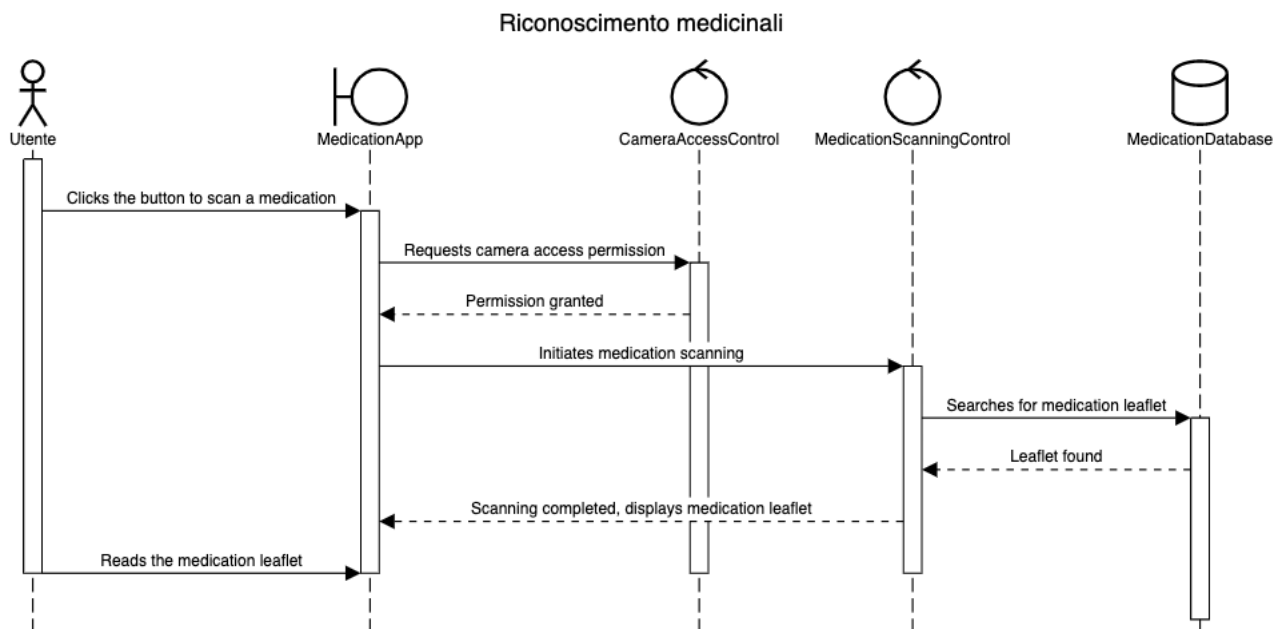 Riconoscimento medicinali
Utente
MedicationApp
CameraAccessControl
MedicationScanningControl
MedicationDatabase
Clicks the button to scan a medication
Requests camera access permission
Permission granted
Initiates medication scanning
Searches for medication leaflet
Leaflet found
Scanning completed, displays medication leaflet
Reads the medication leaflet